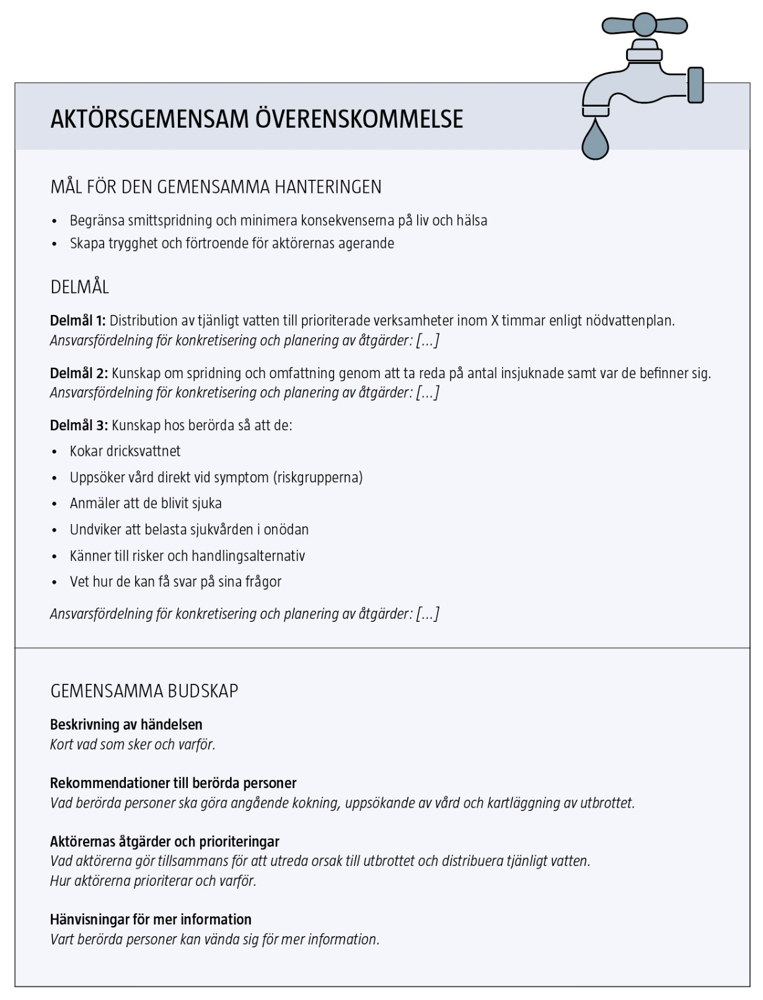 AKTÖRSGEMENSAM ÖVERENSKOMMELSE
MÅL FÖR DEN GEMENSAMMA HANTERINGEN
• Begränsa smittspridning och minimera konsekvenserna på liv och hälsa
• Skapa trygghet och förtroende för aktörernas agerande
DELMÅL
Delmål 1: Distribution av tjänligt vatten till prioriterade verksamheter inom X timmar enligt nödvattenplan.
Ansvarsfördelning för konkretisering och planering av åtgärder: [...]
Delmål 2: Kunskap om spridning och omfattning genom att ta reda på antal insjuknade samt var de befinner sig.
Ansvarsfördelning för konkretisering och planering av åtgärder: [...]
Delmål 3: Kunskap hos berörda så att de:
• Kokar dricksvattnet
• Uppsöker vård direkt vid symptom (riskgrupperna)
• Anmäler att de blivit sjuka
• Undviker att belasta sjukvården i onödan
• Känner till risker och handlingsalternativ
• Vet hur de kan få svar på sina frågor
Ansvarsfördelning för konkretisering och planering av åtgärder: [...]
GEMENSAMMA BUDSKAP
Beskrivning av händelsen
Kort vad som sker och varför.
Rekommendationer till berörda personer
Vad berörda personer ska göra angående kokning, uppsökande av vård och kartläggning av utbrottet.
Aktörernas åtgärder och prioriteringar
Vad aktörerna gör tillsammans för att utreda orsak till utbrottet och distribuera tjänligt vatten.
Hur aktörerna prioriterar och varför.
Hänvisningar för mer information
Vart berörda personer kan vända sig för mer information.